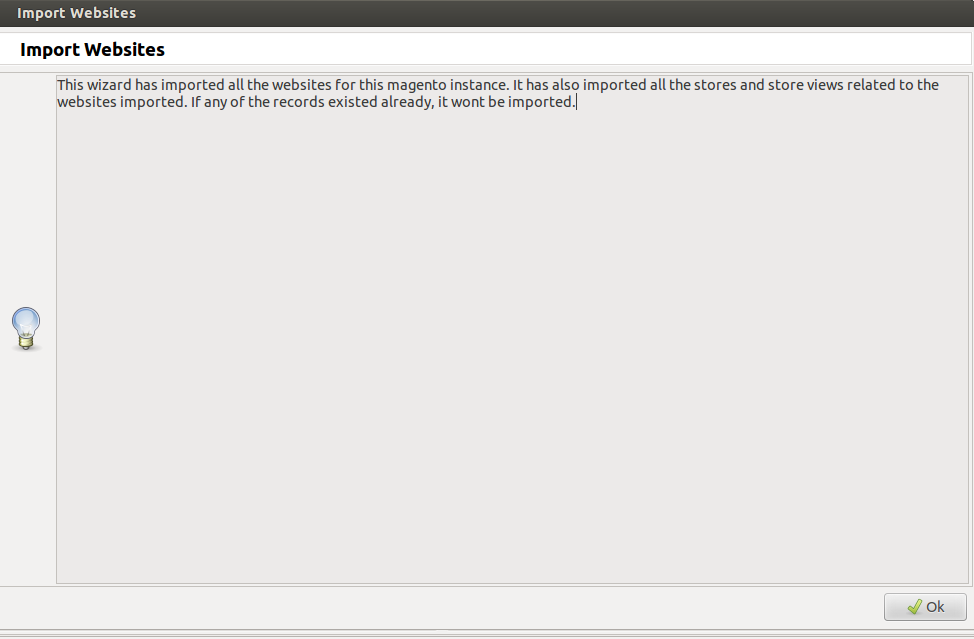 Import Websites
Import Websites
This wizard has imported all the websites for this magento instance. It has also imported all the stores and store views related to the
websites imported. If any of the records existed already, it wont be imported.
Ok